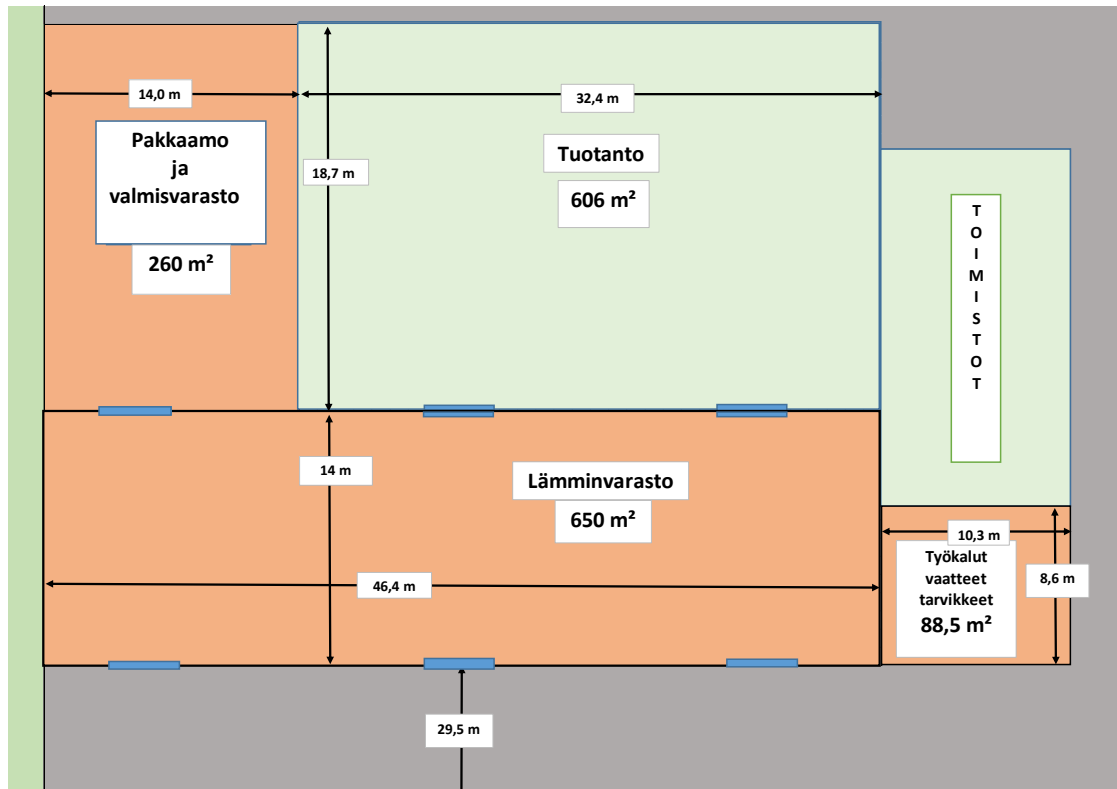 14,0 m
32,4 m
Pakkaamo
ja
valmisvarasto
260 m²
18,7 m
Tuotanto
606 m²
T
O
I
M
I
S
T
O
T
14 m
Lämminvarasto
650 m²
46,4 m
10,3 m
Työkalut
vaatteet
tarvikkeet
88,5 m²
8,6 m
29,5 m